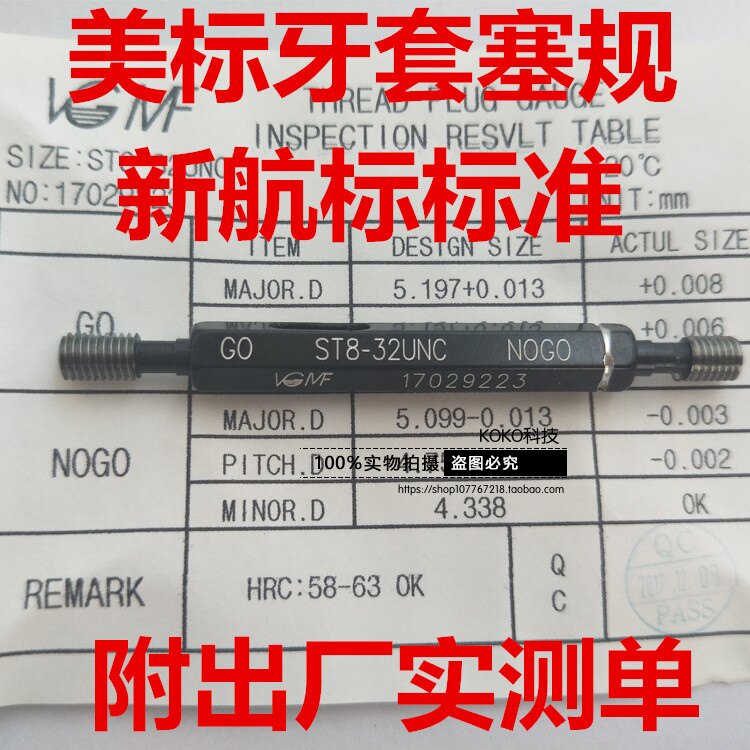 美标牙套塞规
VGMF
THREAD PLUG GAUGE
INSPECTION RESVLT TABLE
20℃
UNIT:mm
新航标标准
ITEM DESIGN SIZE ACTUL SIZE
MAJOR.D 5.197+0.013 +0.008
GO
+0.006
GO ST8-32UNC NOGO
VGMF 17029223
NOGO
MAJOR.D 5.099-0.013 -0.003
KOKO科技
PITCH.D -0.002
100%实物拍摄 盗图必究
https://shop107767218.taobao.com
MINOR.D 4.338 OK
REMARK HRC:58-63 OK Q C
QC
PASS
附出厂实测单